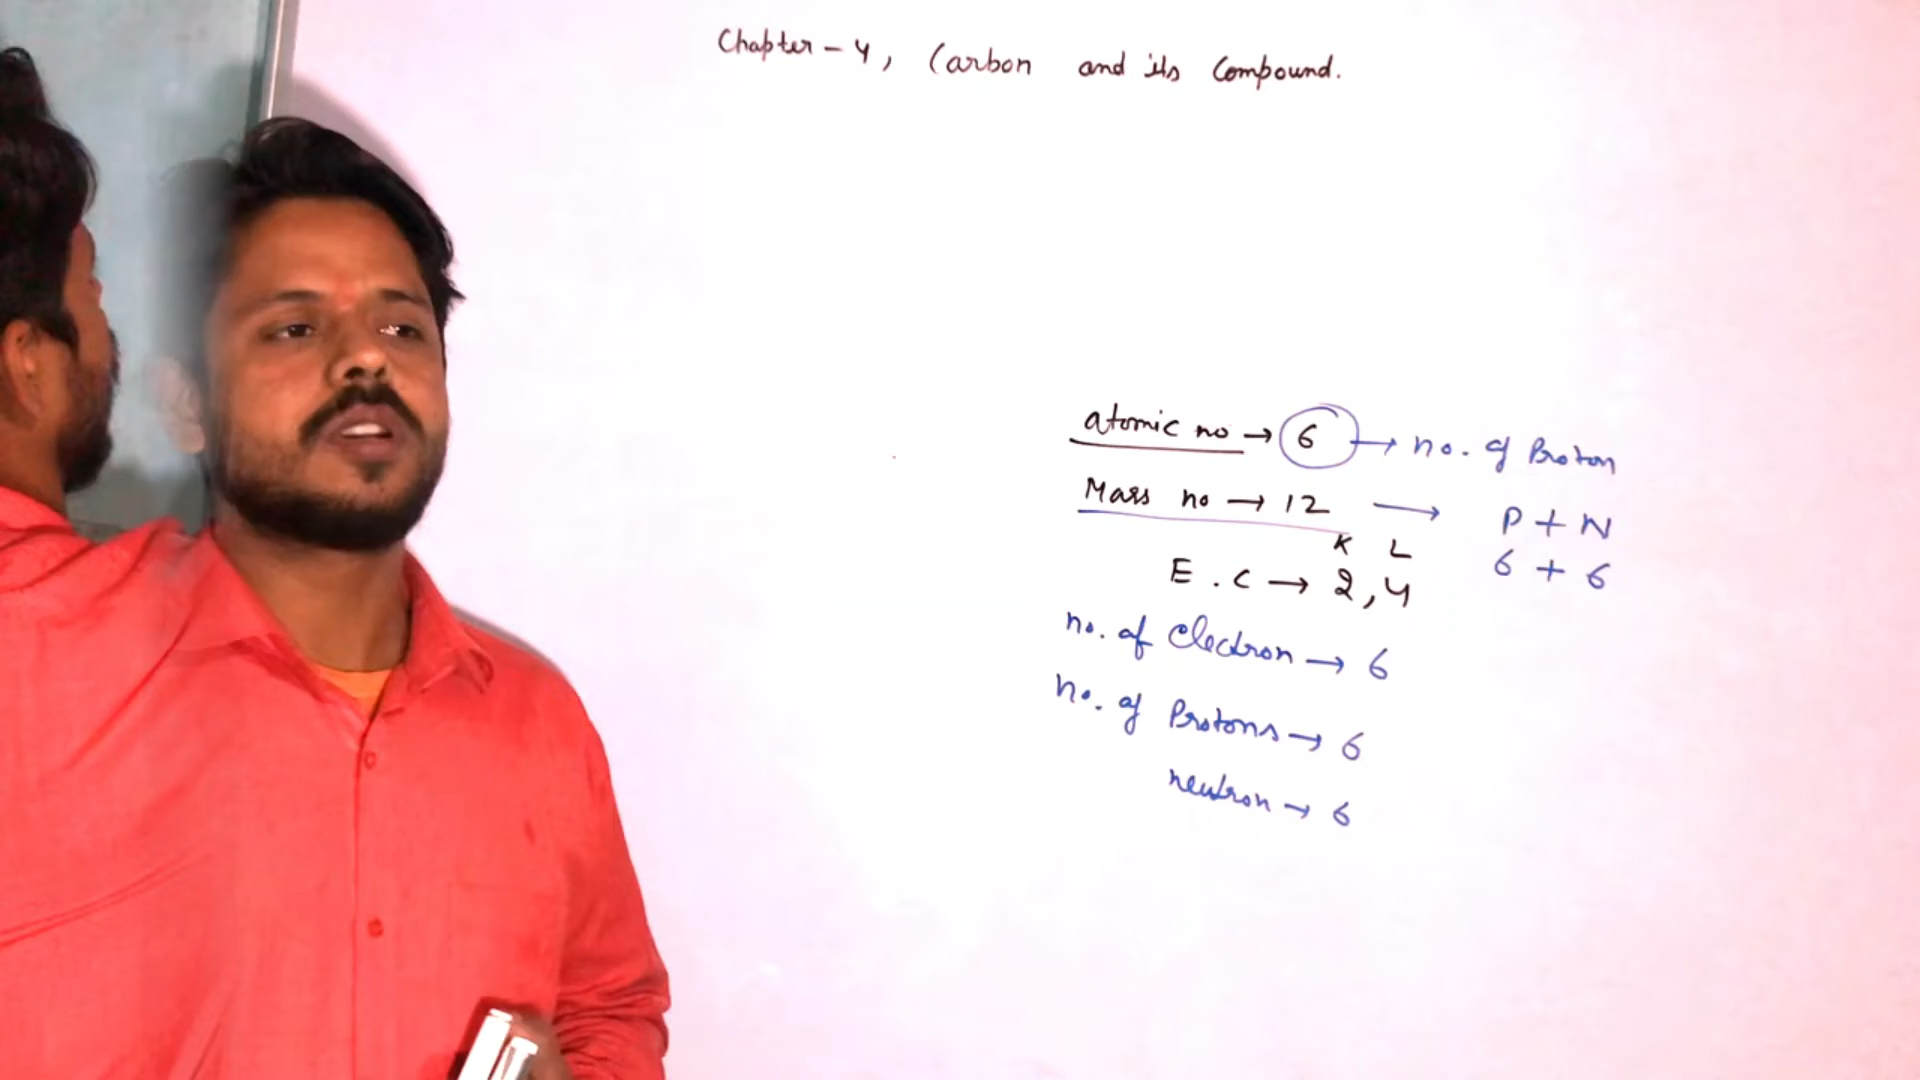 Chapter - 4, Carbon and its Compound.
atomic no → 6 → no. of Proton
Mass no → 12 → P + N
K L 6 + 6
E.C → 2, 4
no. of electron → 6
no. of Protons → 6
neutron → 6